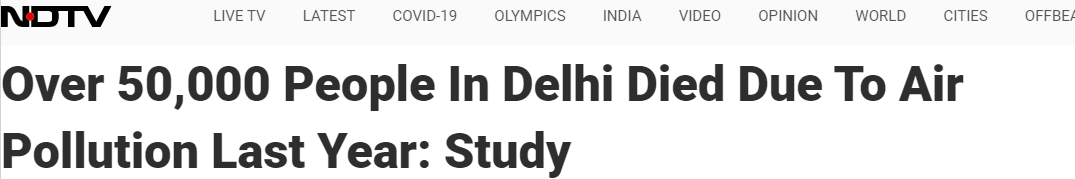 NDTV LIVE TV LATEST COVID-19 OLYMPICS INDIA VIDEO OPINION WORLD CITIES OFFBEA
Over 50,000 People In Delhi Died Due To Air
Pollution Last Year: Study